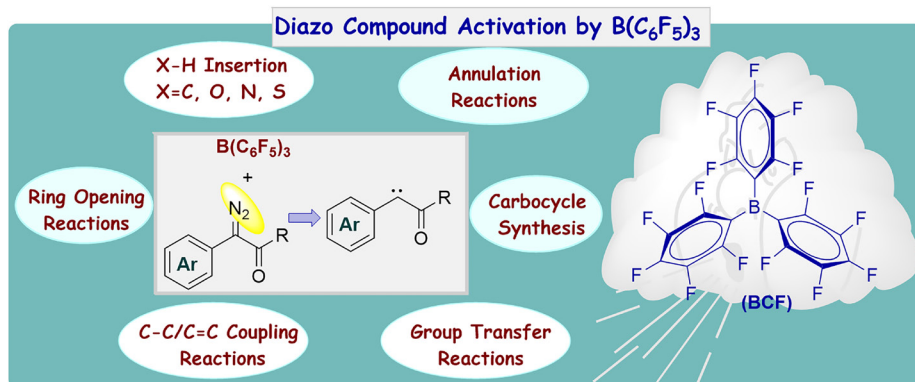 Diazo Compound Activation by B(C₆F₅)₃
X-H Insertion
X=C, O, N, S
Annulation
Reactions
Ring Opening
Reactions
B(C₆F₅)₃
+
N₂
Ar
R
O
Ar
R
O
Carbocycle
Synthesis
C-C/C=C Coupling
Reactions
Group Transfer
Reactions
F
F
F
F
F
B
F
F
F
F
F
F
F
F
F
F
(BCF)